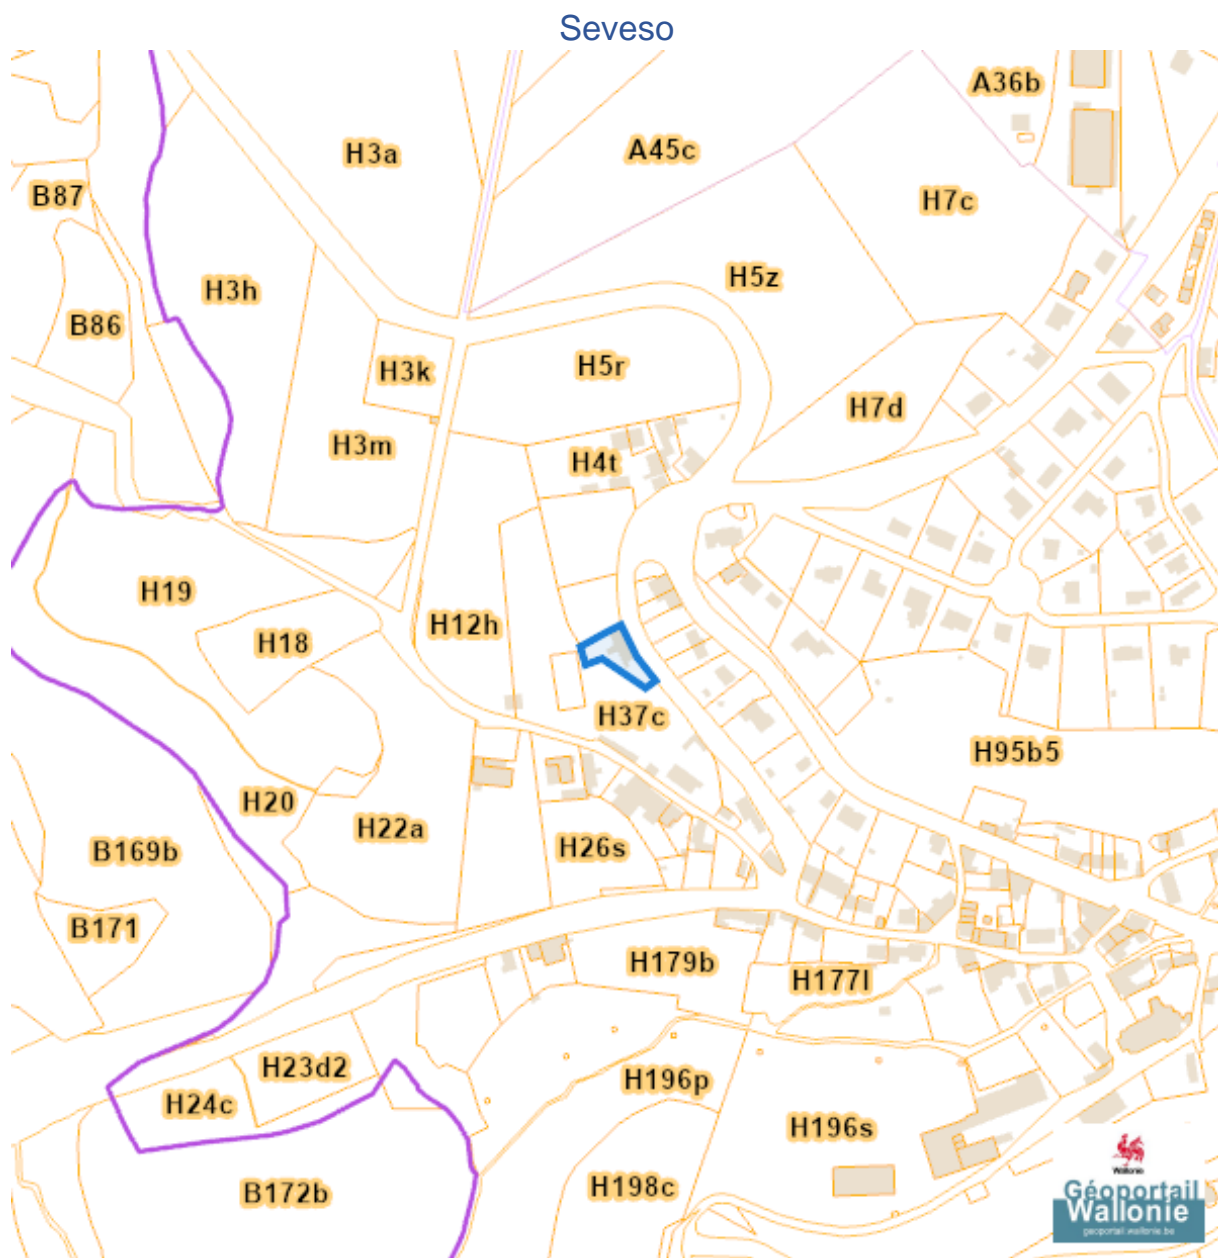 Seveso
A36b
H3a
A45c
B87
H7c
H5z
H3h
B86
H3k
H5r
H7d
H3m
H4t
H19
H12h
H18
H37c
H95b5
H20
H22a
B169b
H26s
B171
H179b
H177l
H23d2
H196p
H24c
H196s
B172b
H198c
Wallonie
Géoportail
Wallonie
geoportail.wallonie.be